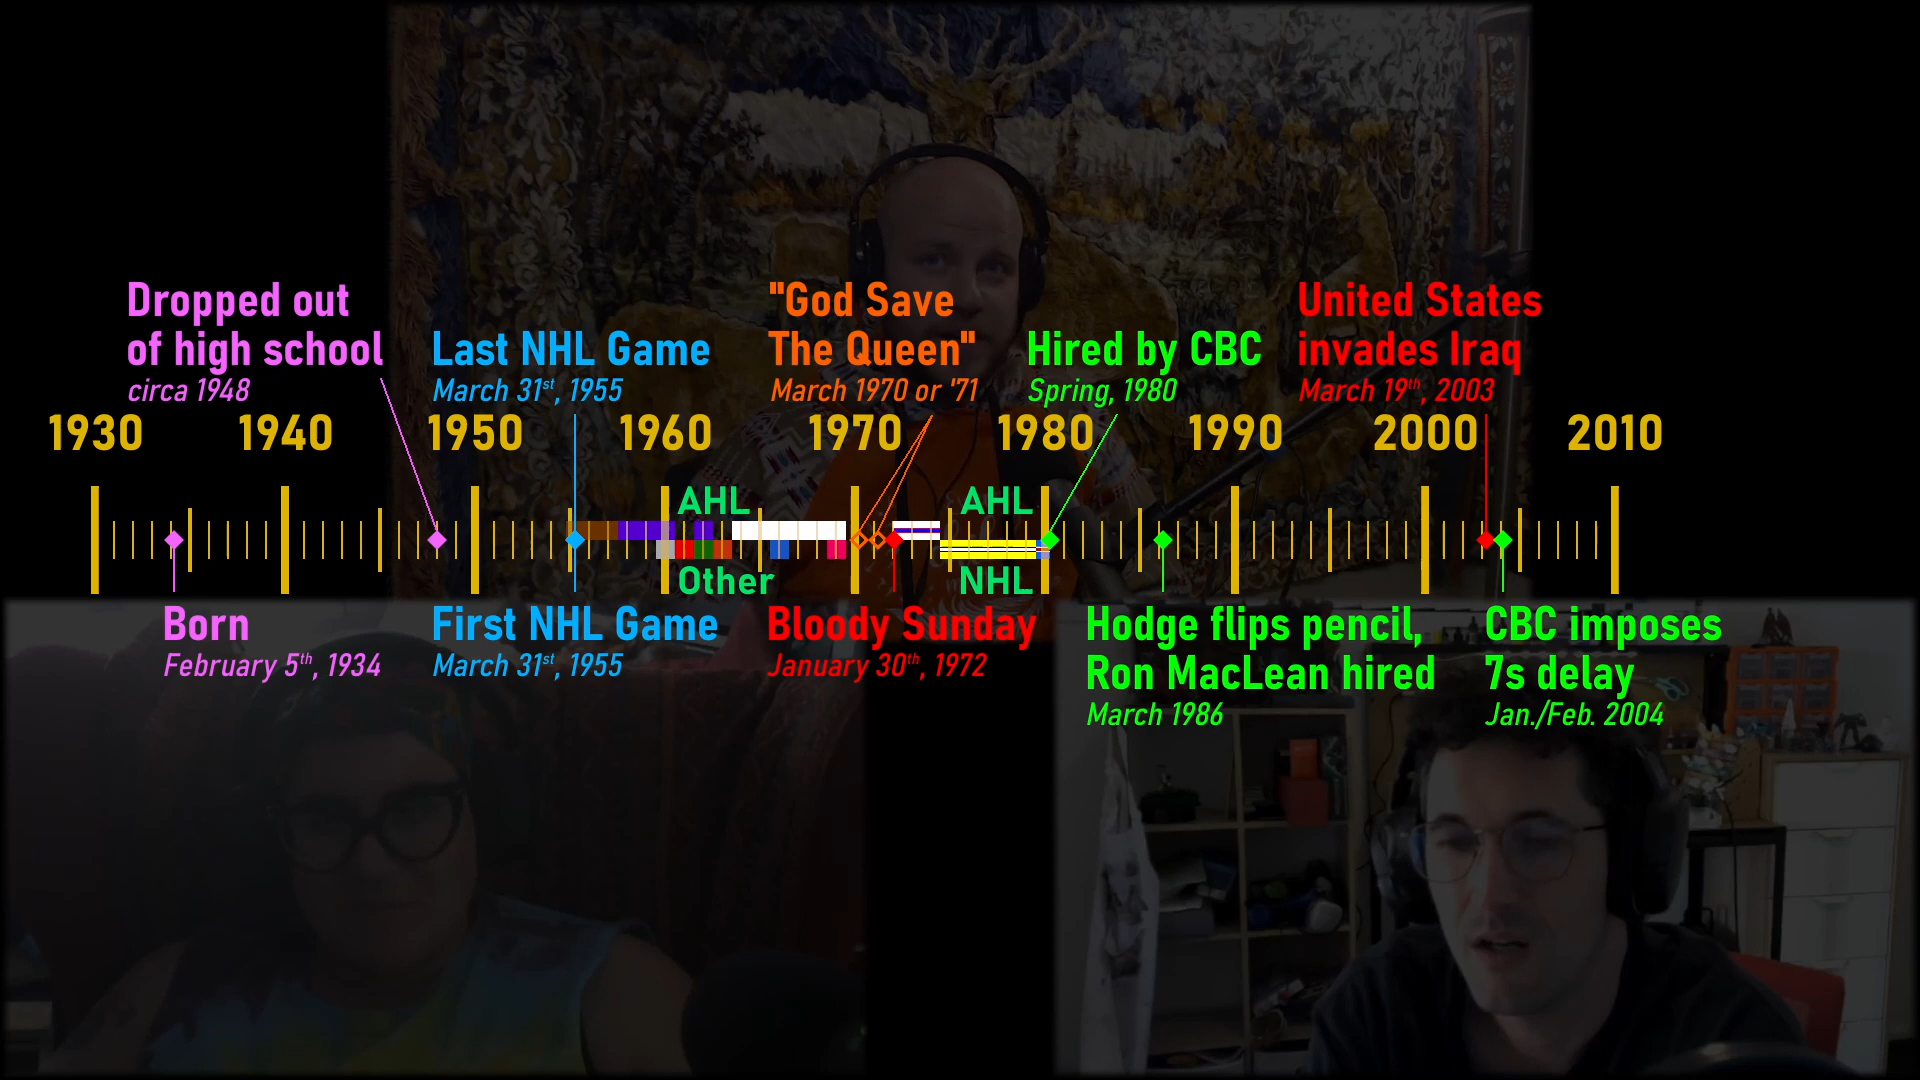 Dropped out
of high school
circa 1948
Last NHL Game
March 31st, 1955
"God Save
The Queen"
March 1970 or '71
Hired by CBC
Spring, 1980
United States
invades Iraq
March 19th, 2003
1930 1940 1950 1960 1970 1980 1990 2000 2010
AHL AHL
Other NHL
Born
February 5th, 1934
First NHL Game
March 31st, 1955
Bloody Sunday
January 30th, 1972
Hodge flips pencil,
Ron MacLean hired
March 1986
CBC imposes
7s delay
Jan./Feb. 2004